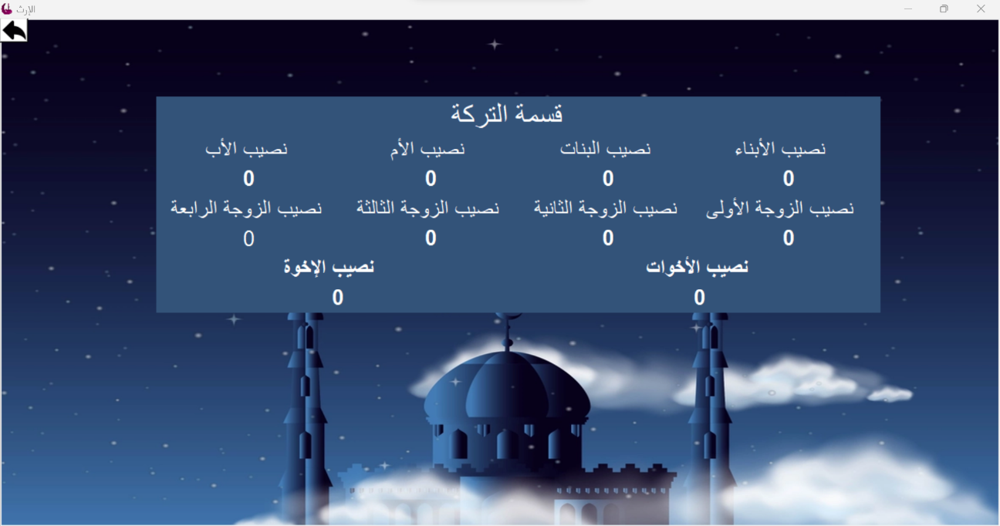 الإرث
قسمة التركة
نصيب الأبناء نصيب البنات نصيب الأم نصيب الأب
0 0 0 0
نصيب الزوجة الأولى نصيب الزوجة الثانية نصيب الزوجة الثالثة نصيب الزوجة الرابعة
0 0 0 0
نصيب الأخوات نصيب الإخوة
0 0